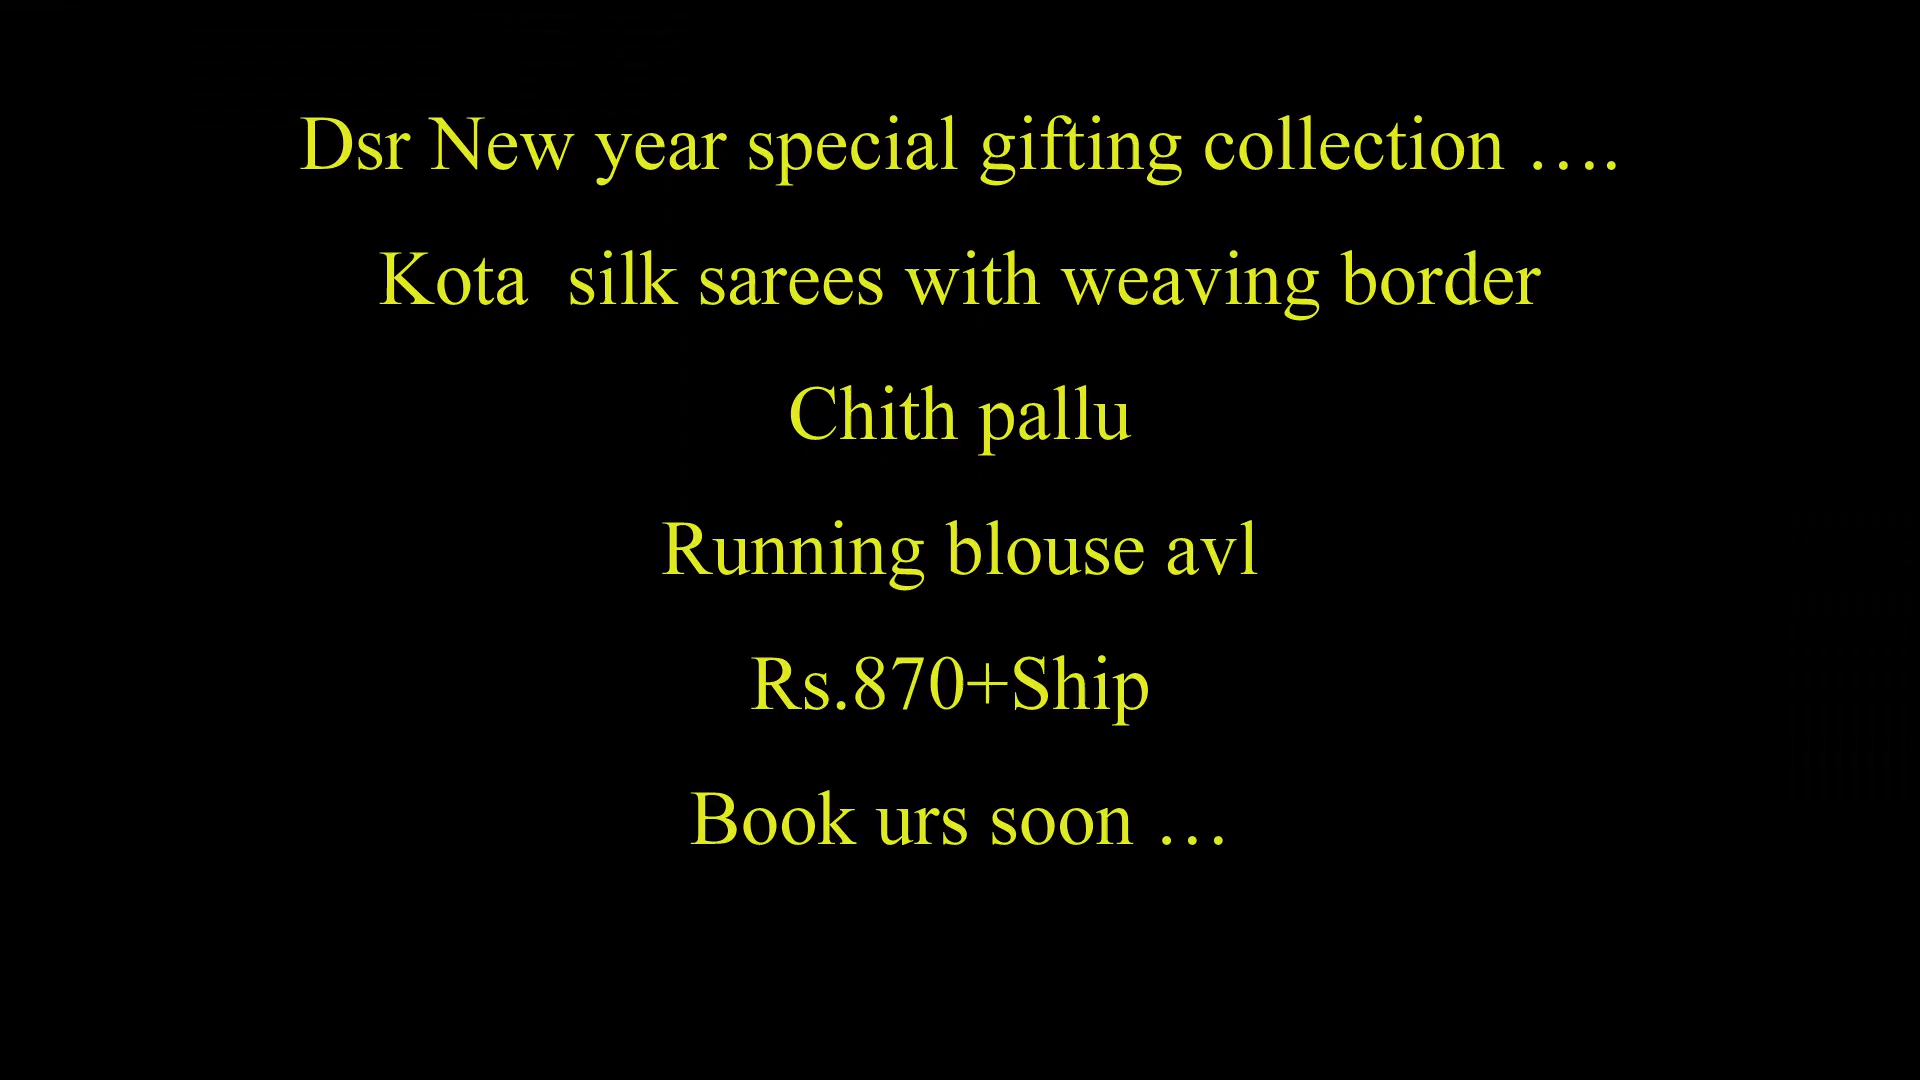 Dsr New year special gifting collection ….
Kota  silk sarees with weaving border
Chith pallu
Running blouse avl
Rs.870+Ship
Book urs soon …